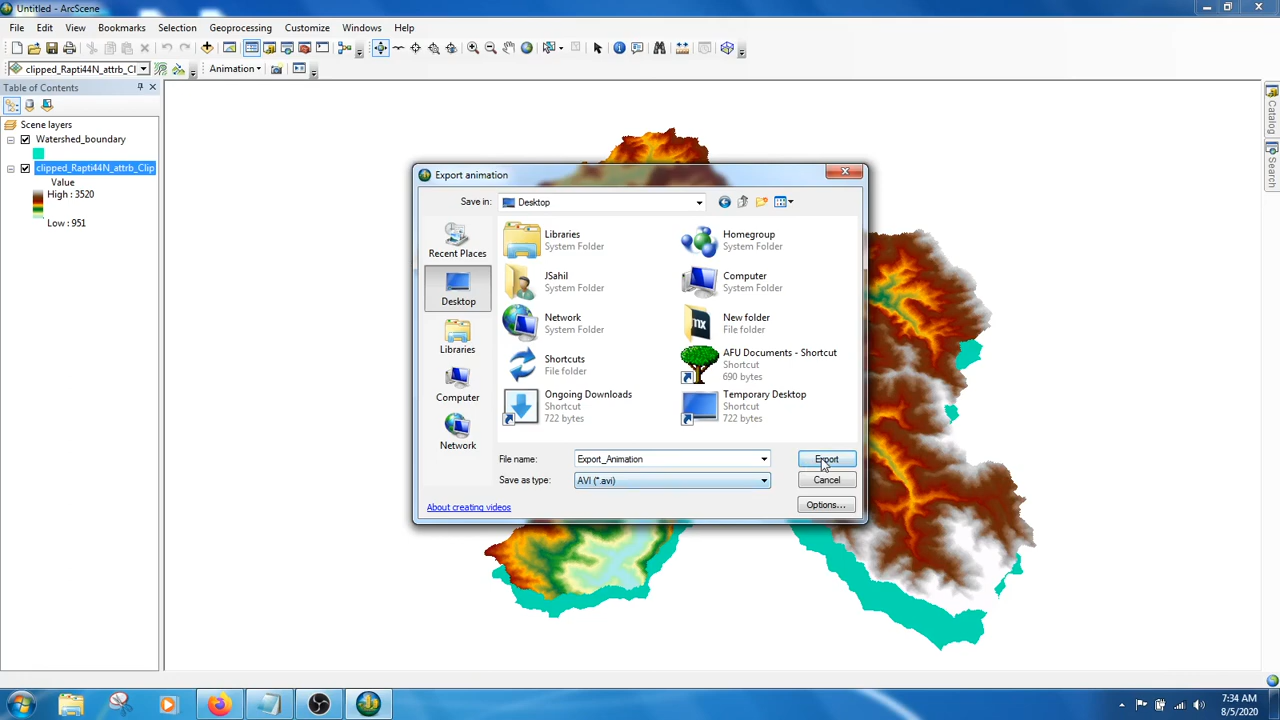 Untitled - ArcScene
File Edit View Bookmarks Selection Geoprocessing Customize Windows Help
clipped_Rapti44N_attrb_Cl
Animation
Table of Contents
Scene layers
Watershed_boundary
clipped_Rapti44N_attrb_Clip
Value
High : 3520
Low : 951
Catalog
Search
Export animation
Save in:
Desktop
Recent Places
Desktop
Libraries
Computer
Network
Libraries
System Folder
Homegroup
System Folder
JSahil
System Folder
Computer
System Folder
Network
System Folder
New folder
File folder
Shortcuts
File folder
AFU Documents - Shortcut
Shortcut
690 bytes
Ongoing Downloads
Shortcut
722 bytes
Temporary Desktop
Shortcut
722 bytes
File name:
Export_Animation
Export
Save as type:
AVI (*.avi)
Cancel
About creating videos
Options...
7:34 AM
8/5/2020